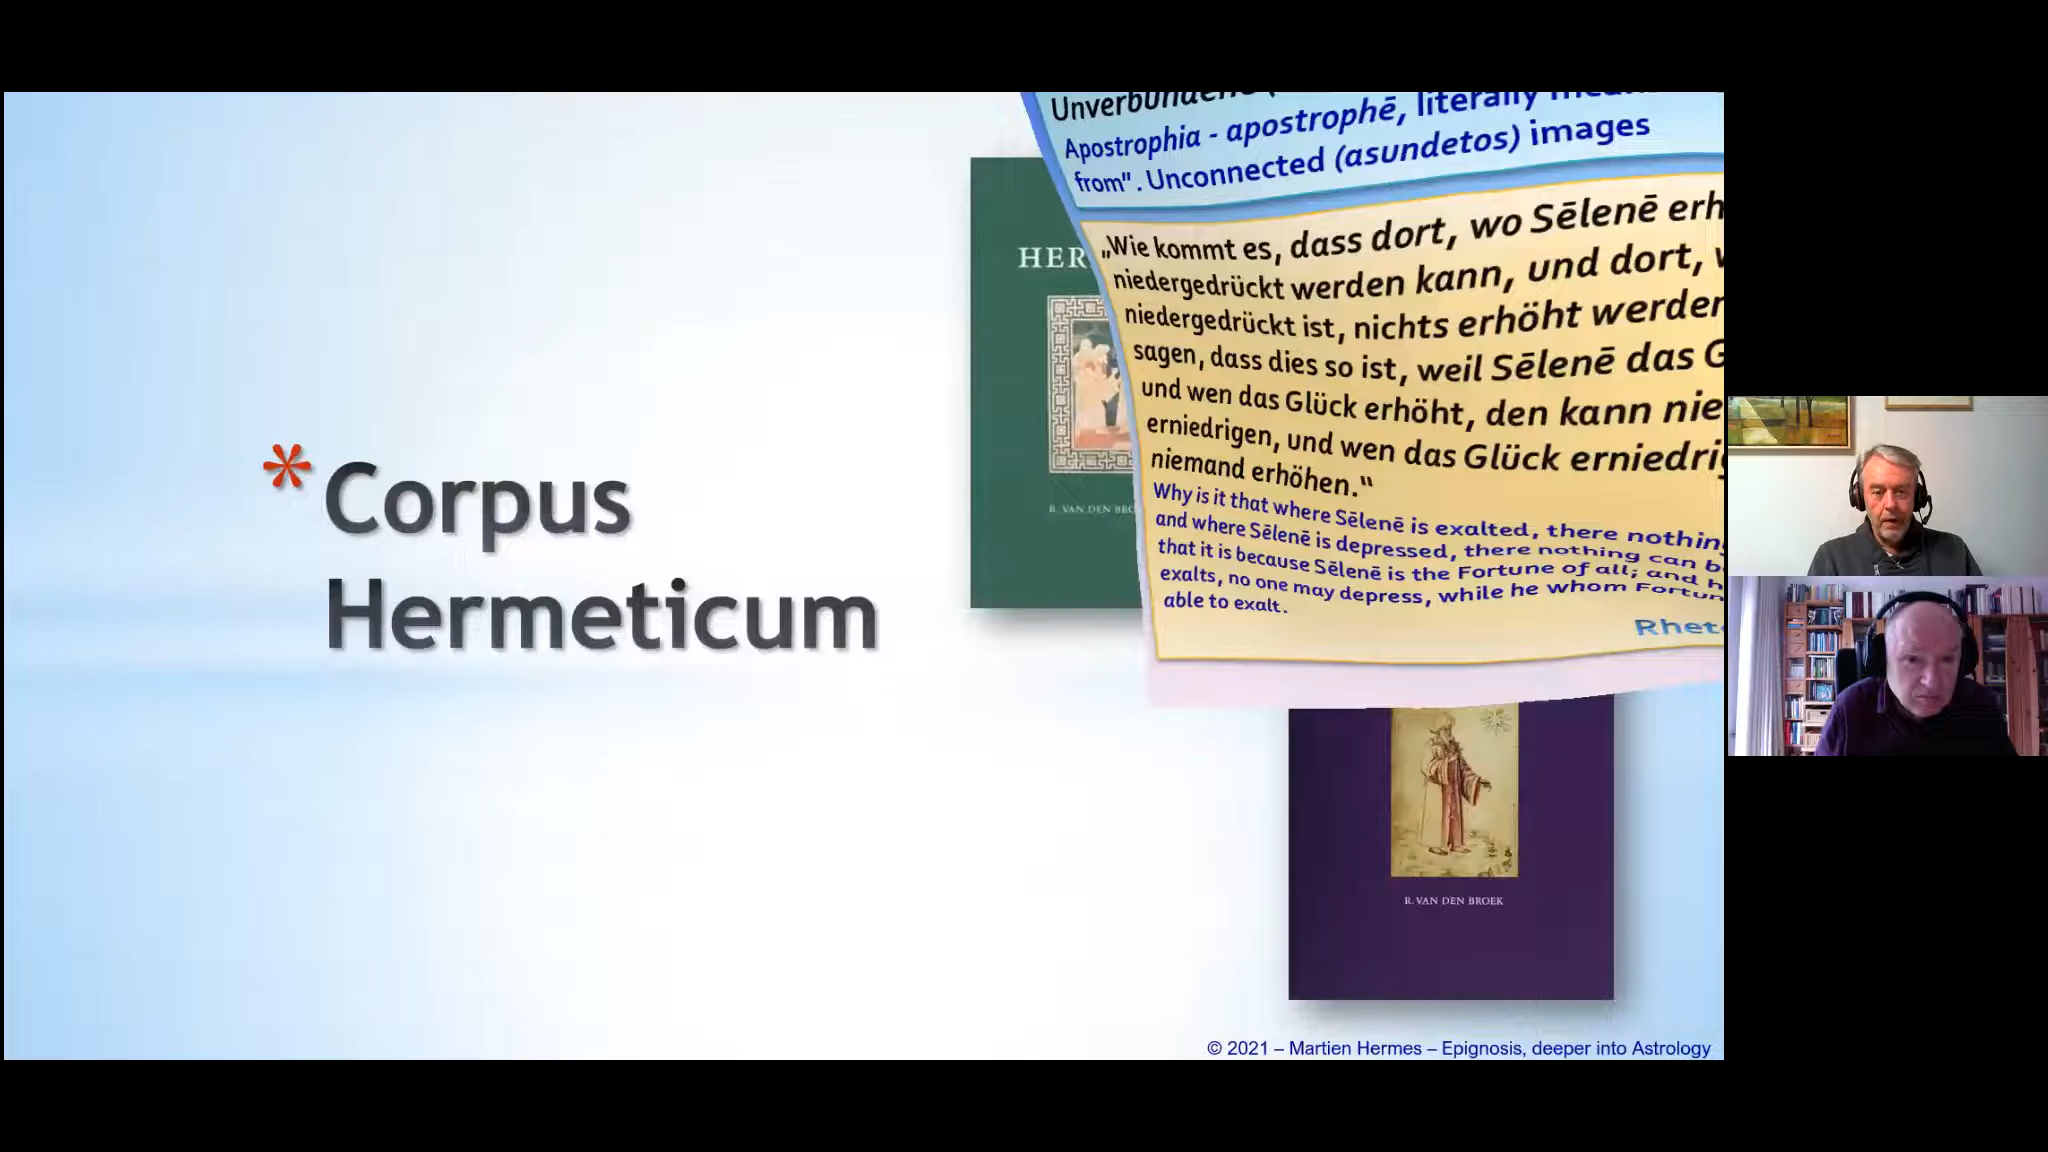 * Corpus
Hermeticum
Apostrophia - apostrophē, literally
from". Unconnected (asundetos) images
„Wie kommt es, dass dort, wo Sēlenē
niedergedrückt werden kann, und dort,
niedergedrückt ist, nichts erhöht
sagen, dass dies so ist, weil Sēlenē das
und wen das Glück erhöht, den kann
erniedrigen, und wen das Glück
niemand erhöhen."
Why is it that where Sēlenē is exalted, there
and where Sēlenē is depressed, there nothing can
that it is because Sēlenē is the Fortune of all; and
exalts, no one may depress, while he whom
able to exalt.
R. VAN DEN
R. VAN DEN BROEK
© 2021 – Martien Hermes – Epignosis, deeper into Astrology